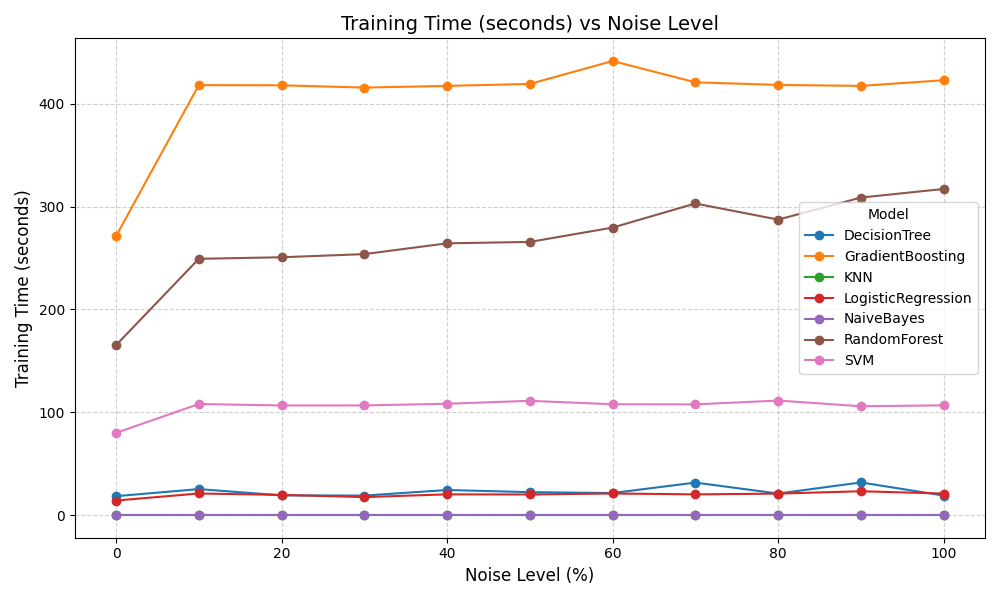 Training Time (seconds) vs Noise Level
Training Time (seconds)
400
300
200
100
0
0 20 40 60 80 100
Noise Level (%)
Model
DecisionTree
GradientBoosting
KNN
LogisticRegression
NaiveBayes
RandomForest
SVM